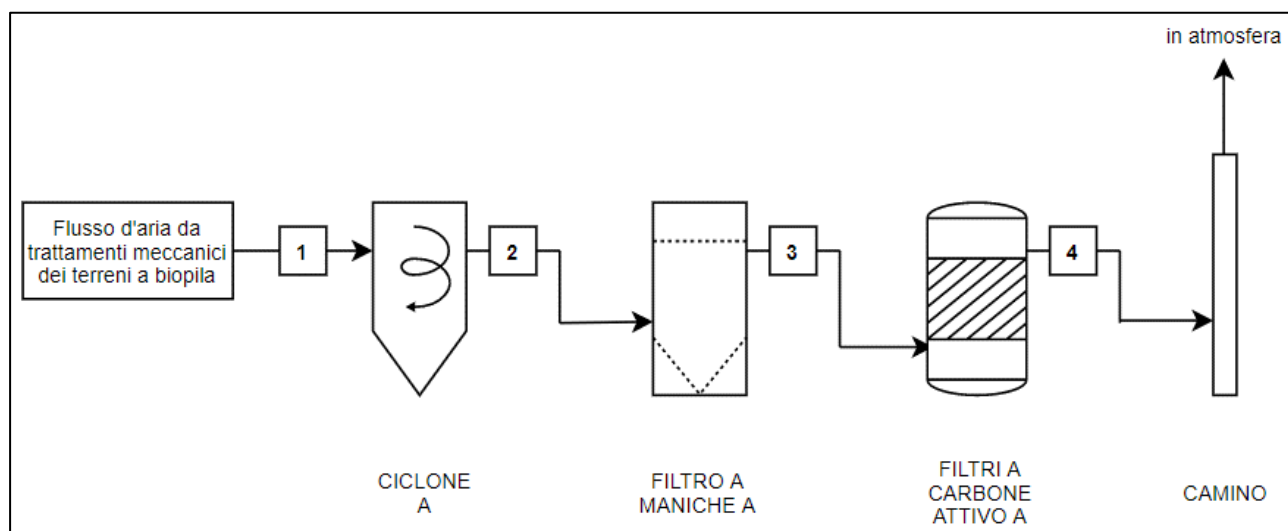 in atmosfera
Flusso d'aria da
trattamenti meccanici
dei terreni a biopila
1
2
3
4
CICLONE
A
FILTRO A
MANICHE A
FILTRI A
CARBONE
ATTIVO A
CAMINO